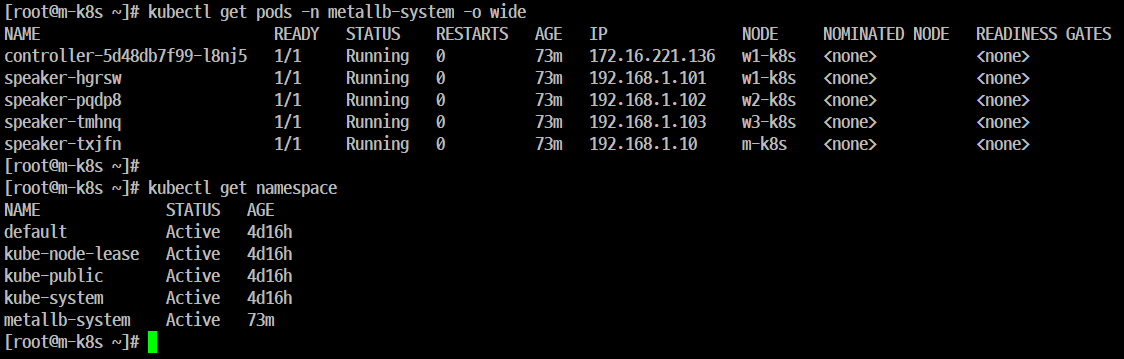 [root@m-k8s ~]# kubectl get pods -n metallb-system -o wide
NAME                          READY   STATUS    RESTARTS   AGE   IP               NODE     NOMINATED NODE   READINESS GATES
controller-5d48db7f99-l8nj5   1/1     Running   0          73m   172.16.221.136   w1-k8s   <none>           <none>
speaker-hgrsw                 1/1     Running   0          73m   192.168.1.101    w1-k8s   <none>           <none>
speaker-pqdp8                 1/1     Running   0          73m   192.168.1.102    w2-k8s   <none>           <none>
speaker-tmhnq                 1/1     Running   0          73m   192.168.1.103    w3-k8s   <none>           <none>
speaker-txjfn                 1/1     Running   0          73m   192.168.1.10     m-k8s    <none>           <none>
[root@m-k8s ~]#
[root@m-k8s ~]# kubectl get namespace
NAME              STATUS   AGE
default           Active   4d16h
kube-node-lease   Active   4d16h
kube-public       Active   4d16h
kube-system       Active   4d16h
metallb-system    Active   73m
[root@m-k8s ~]#